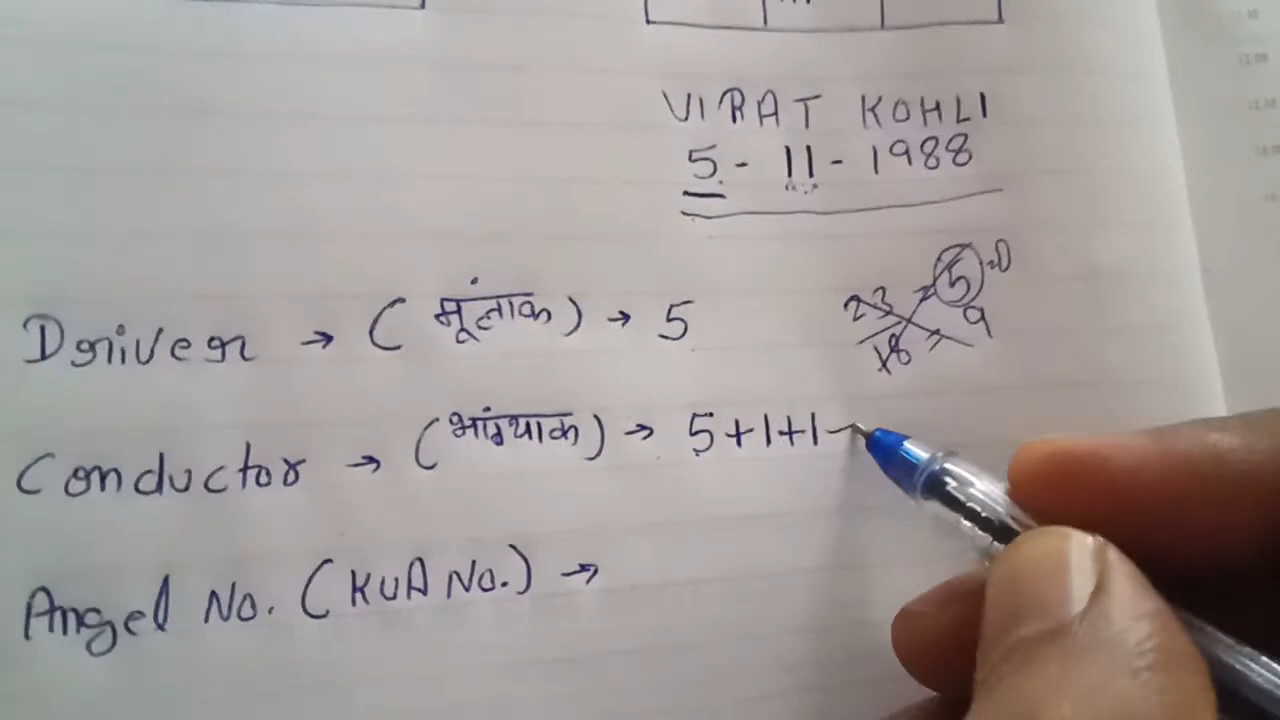 VIRAT KOHLI
5 - 11 - 1988
23 = 5 = D
18 = 9
Driver → (मूंलाक) → 5
Conductor → (भांग्याक) → 5+1+1
Angel No. (KUA No.) →